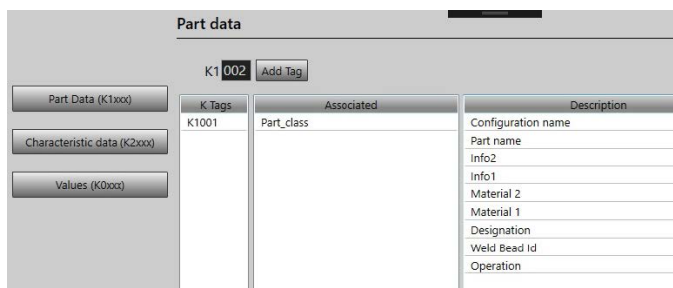 Part data
K1 002 Add Tag
Part Data (K1xxx)
Characteristic data (K2xxx)
Values (K0xxx)
K Tags Associated Description
K1001 Part_class Configuration name
Part name
Info2
Info1
Material 2
Material 1
Designation
Weld Bead Id
Operation